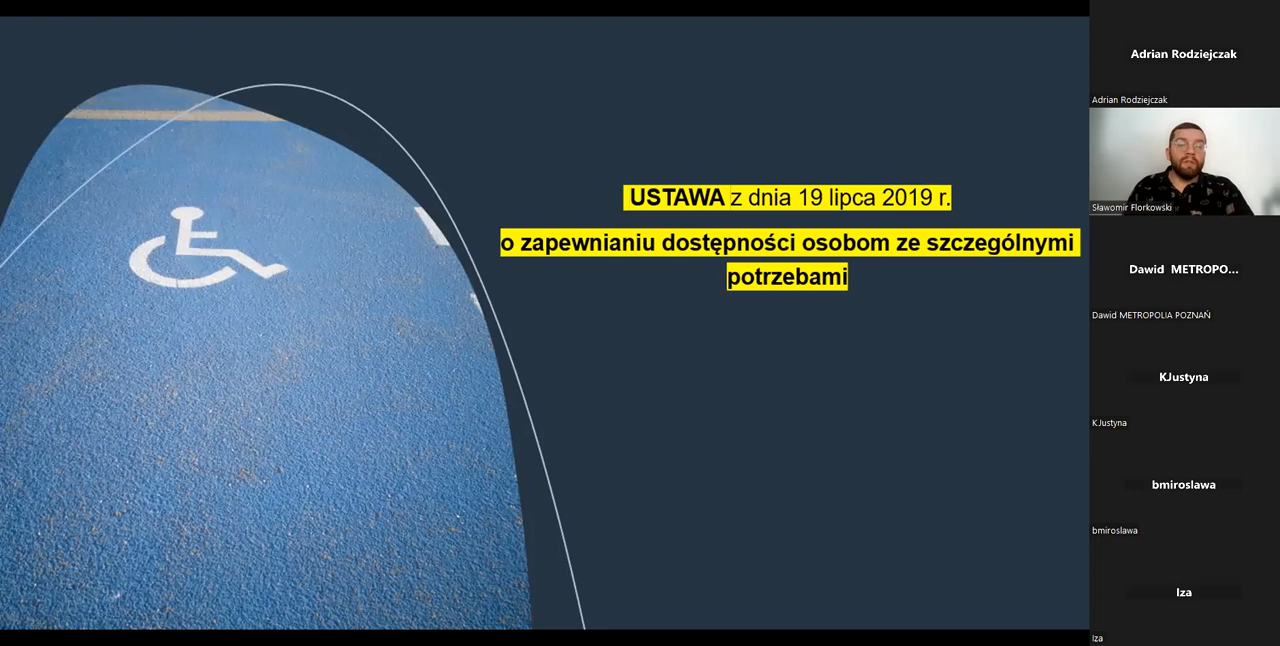 USTAWA z dnia 19 lipca 2019 r.
o zapewnianiu dostępności osobom ze szczególnymi
potrzebami
Adrian Rodziejczak
Adrian Rodziejczak
Sławomir Florkowski
Dawid METROPO...
Dawid METROPOLIA POZNAŃ
KJustyna
KJustyna
bmiroslawa
bmiroslawa
Iza
Iza